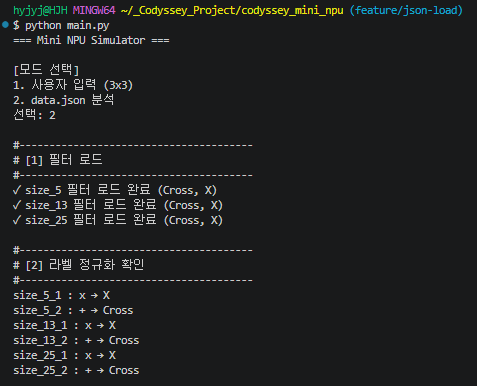 hyjyj@HJH MINGW64 ~/_Codyssey_Project/codyssey_mini_npu (feature/json-load)
$ python main.py
=== Mini NPU Simulator ===
[모드 선택]
1. 사용자 입력 (3x3)
2. data.json 분석
선택: 2
#---------------------------------------
# [1] 필터 로드
#---------------------------------------
✓ size_5 필터 로드 완료 (Cross, X)
✓ size_13 필터 로드 완료 (Cross, X)
✓ size_25 필터 로드 완료 (Cross, X)
#---------------------------------------
# [2] 라벨 정규화 확인
#---------------------------------------
size_5_1 : x → X
size_5_2 : + → Cross
size_13_1 : x → X
size_13_2 : + → Cross
size_25_1 : x → X
size_25_2 : + → Cross